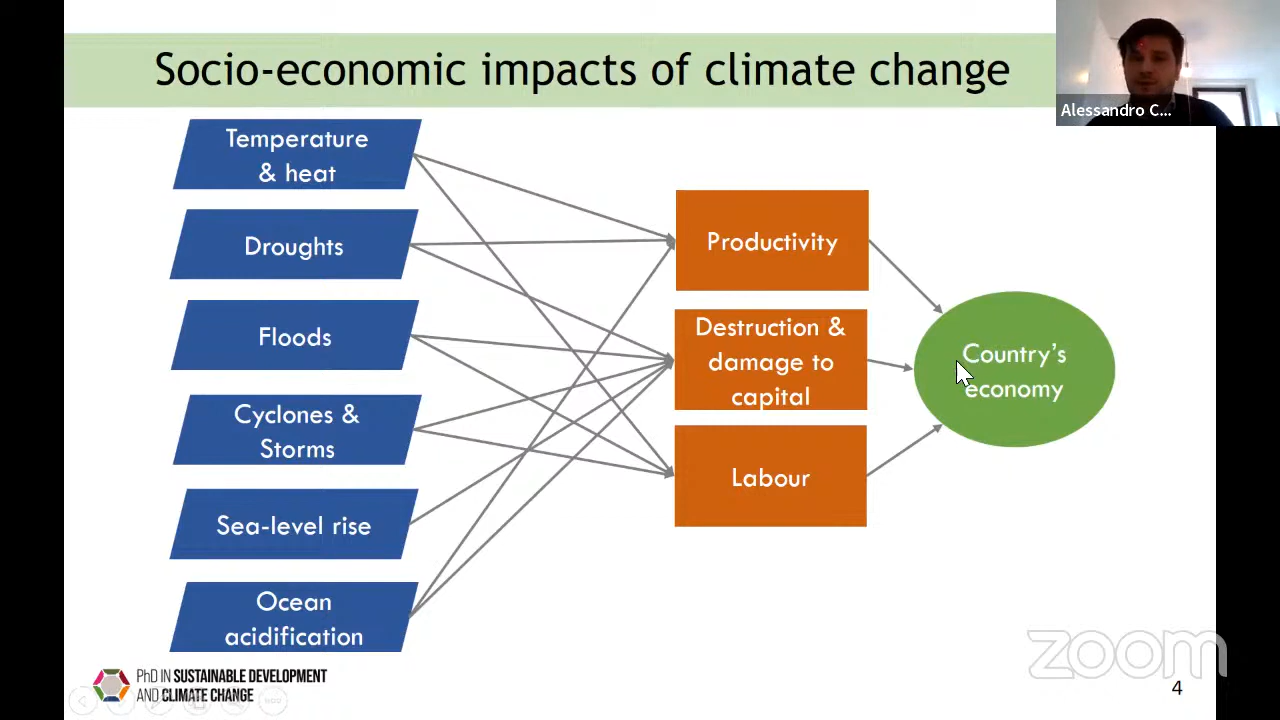 Socio-economic impacts of climate change
Alessandro C...
Temperature
& heat
Droughts
Floods
Cyclones &
Storms
Sea-level rise
Ocean
acidification
Productivity
Destruction &
damage to
capital
Labour
Country's
economy
PhD IN SUSTAINABLE DEVELOPMENT
AND CLIMATE CHANGE
zoom
4